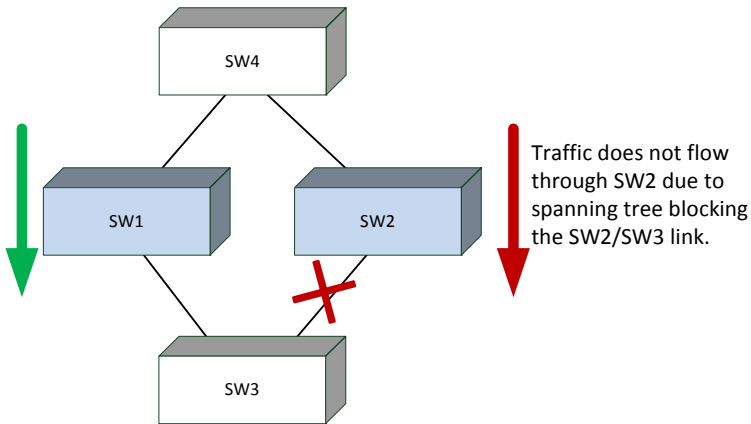 SW4
SW1
SW2
Traffic does not flow
through SW2 due to
spanning tree blocking
the SW2/SW3 link.
SW3